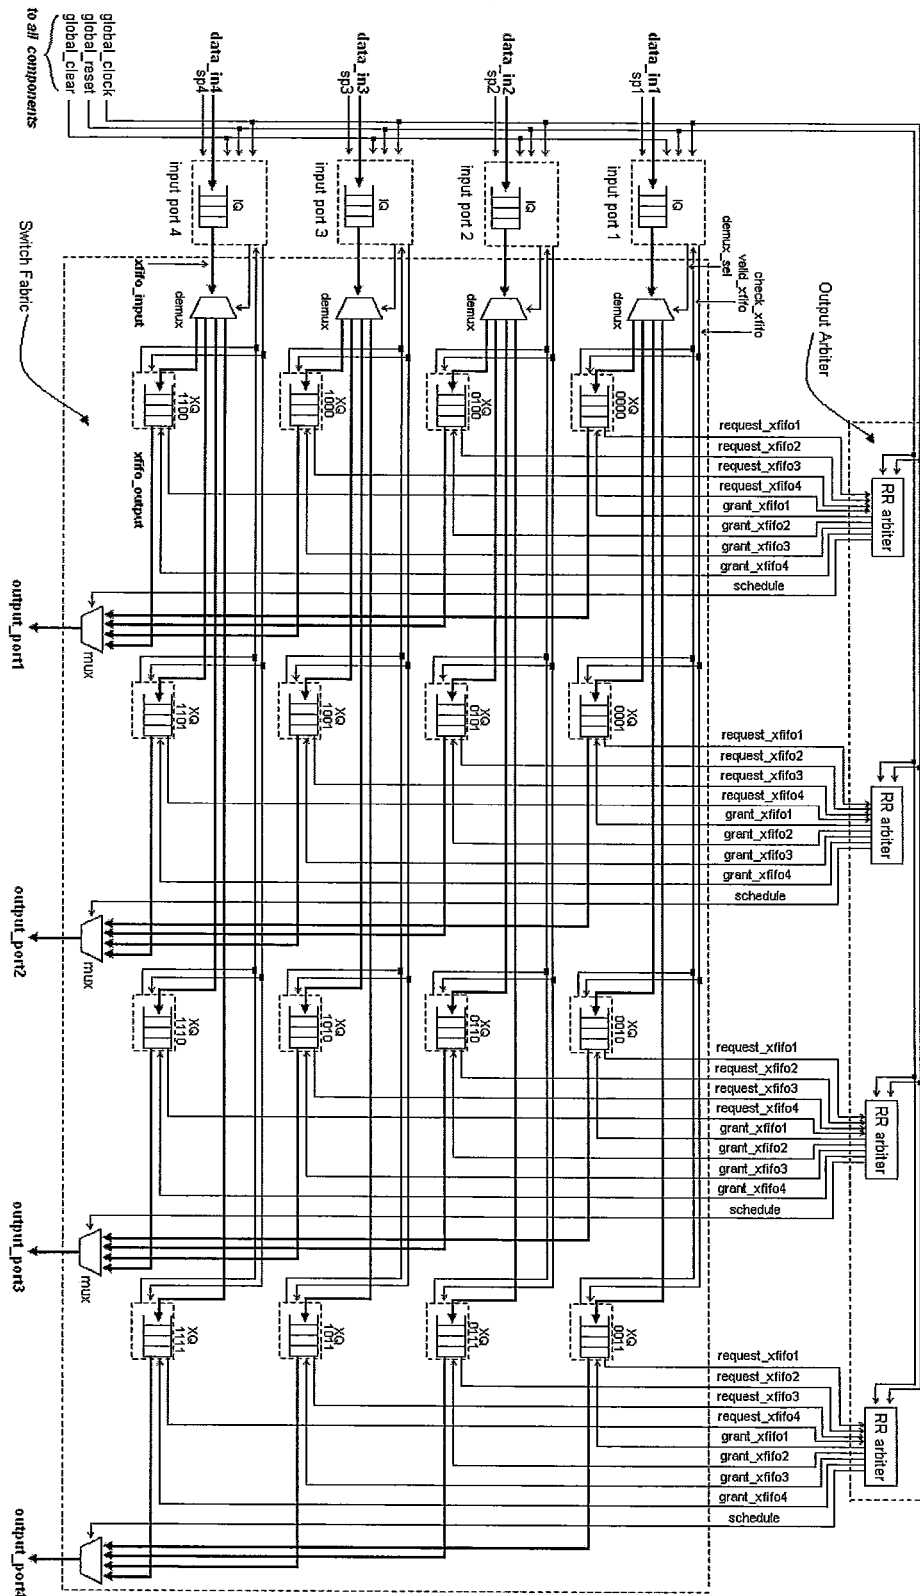 global_clock
global_reset
global_clear
to all components
data_in1
sp1
data_in2
sp2
data_in3
sp3
data_in4
sp4
IQ
input port 1
IQ
input port 2
IQ
input port 3
IQ
input port 4
check_xfifo
valid_xfifo
demux_sel
Output Arbiter
Switch Fabric
xfifo_input
demux
demux
demux
demux
XQ
0000
XQ
0100
XQ
1000
XQ
1100
xfifo_output
request_xfifo1
request_xfifo2
request_xfifo3
request_xfifo4
grant_xfifo1
grant_xfifo2
grant_xfifo3
grant_xfifo4
schedule
RR arbiter
mux
output_port1
XQ
0001
XQ
0101
XQ
1001
XQ
1101
request_xfifo1
request_xfifo2
request_xfifo3
request_xfifo4
grant_xfifo1
grant_xfifo2
grant_xfifo3
grant_xfifo4
schedule
RR arbiter
mux
output_port2
XQ
0010
XQ
0110
XQ
1010
XQ
1110
request_xfifo1
request_xfifo2
request_xfifo3
request_xfifo4
grant_xfifo1
grant_xfifo2
grant_xfifo3
grant_xfifo4
schedule
RR arbiter
mux
output_port3
XQ
0011
XQ
0111
XQ
1011
XQ
1111
request_xfifo1
request_xfifo2
request_xfifo3
request_xfifo4
grant_xfifo1
grant_xfifo2
grant_xfifo3
grant_xfifo4
schedule
RR arbiter